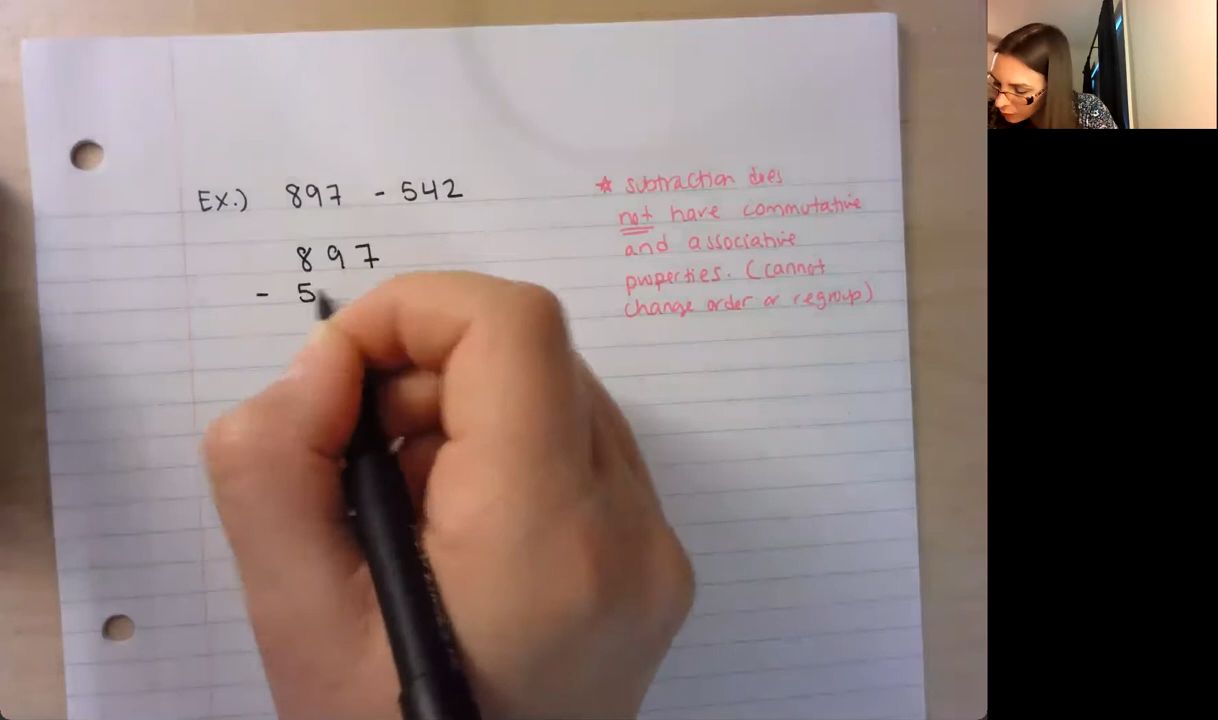 Ex.) 897 - 542
897
- 5
* subtraction does
not have commutative
and associative
properties. (cannot
change order or regroup)